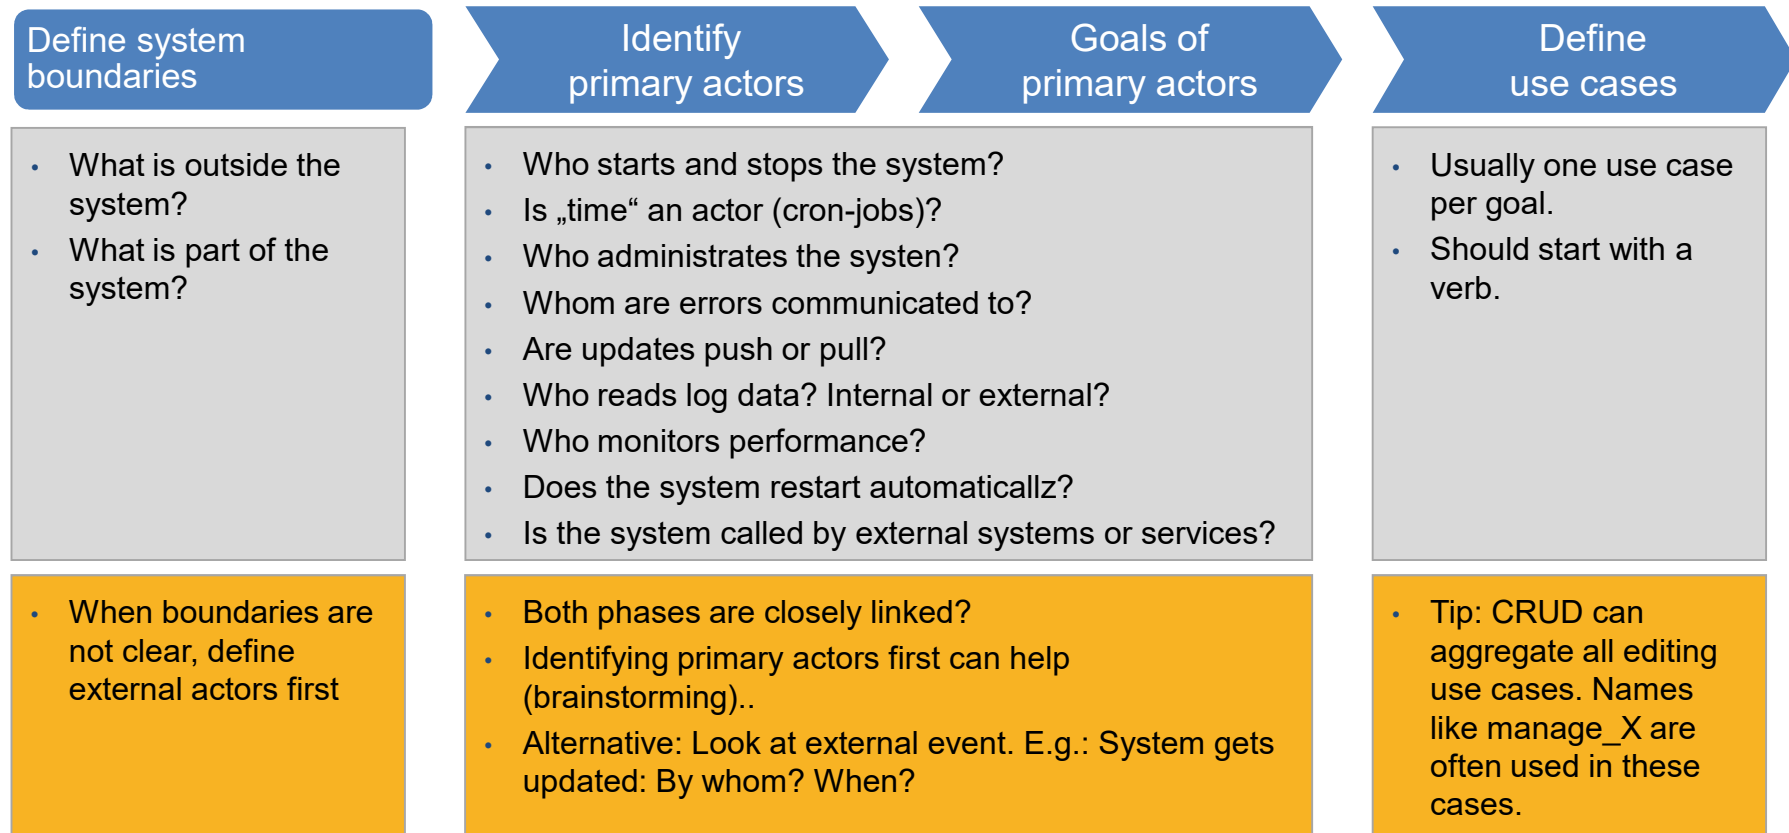 Define system
boundaries
Identify
primary actors
Goals of
primary actors
Define
use cases
• What is outside the
system?
• What is part of the
system?
• Who starts and stops the system?
• Is „time“ an actor (cron-jobs)?
• Who administrates the systen?
• Whom are errors communicated to?
• Are updates push or pull?
• Who reads log data? Internal or external?
• Who monitors performance?
• Does the system restart automaticallz?
• Is the system called by external systems or services?
• Usually one use case
per goal.
• Should start with a
verb.
• When boundaries are
not clear, define
external actors first
• Both phases are closely linked?
• Identifying primary actors first can help
(brainstorming)..
• Alternative: Look at external event. E.g.: System gets
updated: By whom? When?
• Tip: CRUD can
aggregate all editing
use cases. Names
like manage_X are
often used in these
cases.